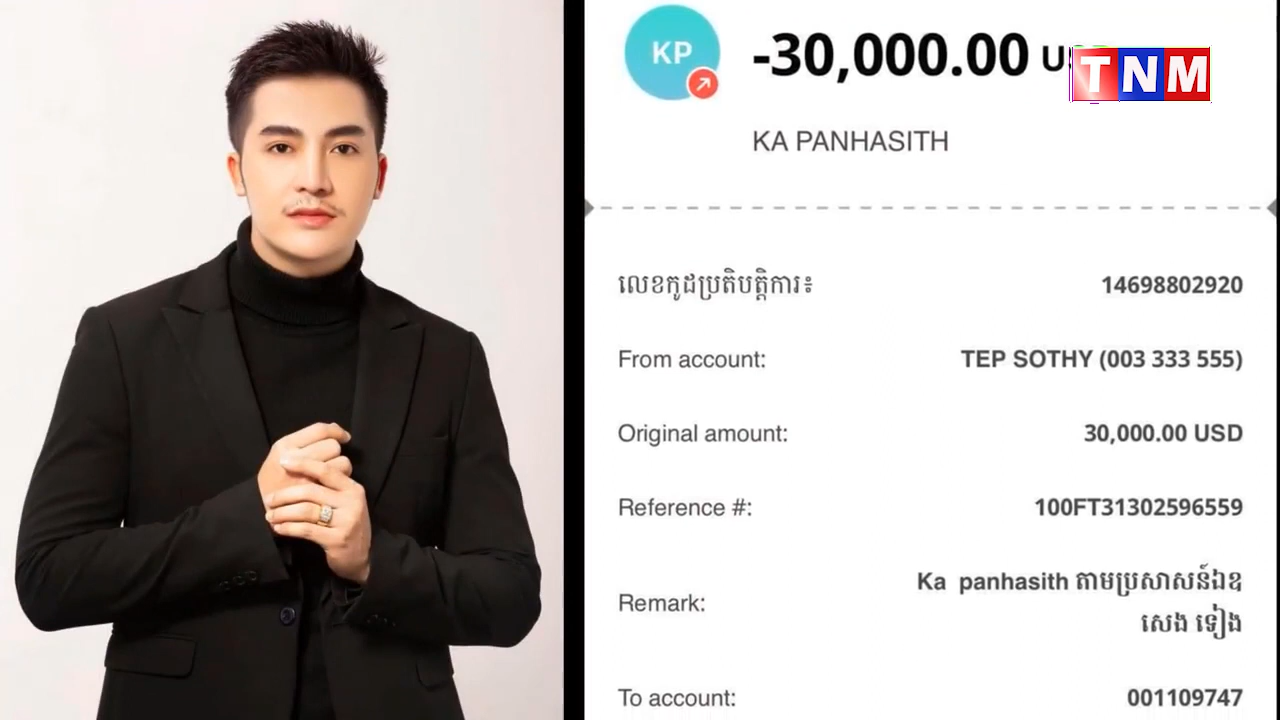 KP
-30,000.00
TNM
KA PANHASITH
លេខកូដប្រតិបត្តិការ៖ 14698802920
From account: TEP SOTHY (003 333 555)
Original amount: 30,000.00 USD
Reference #: 100FT31302596559
Remark: Ka panhasith តាមប្រសាសន៍ឯឧ
សេង ទៀង
To account: 001109747